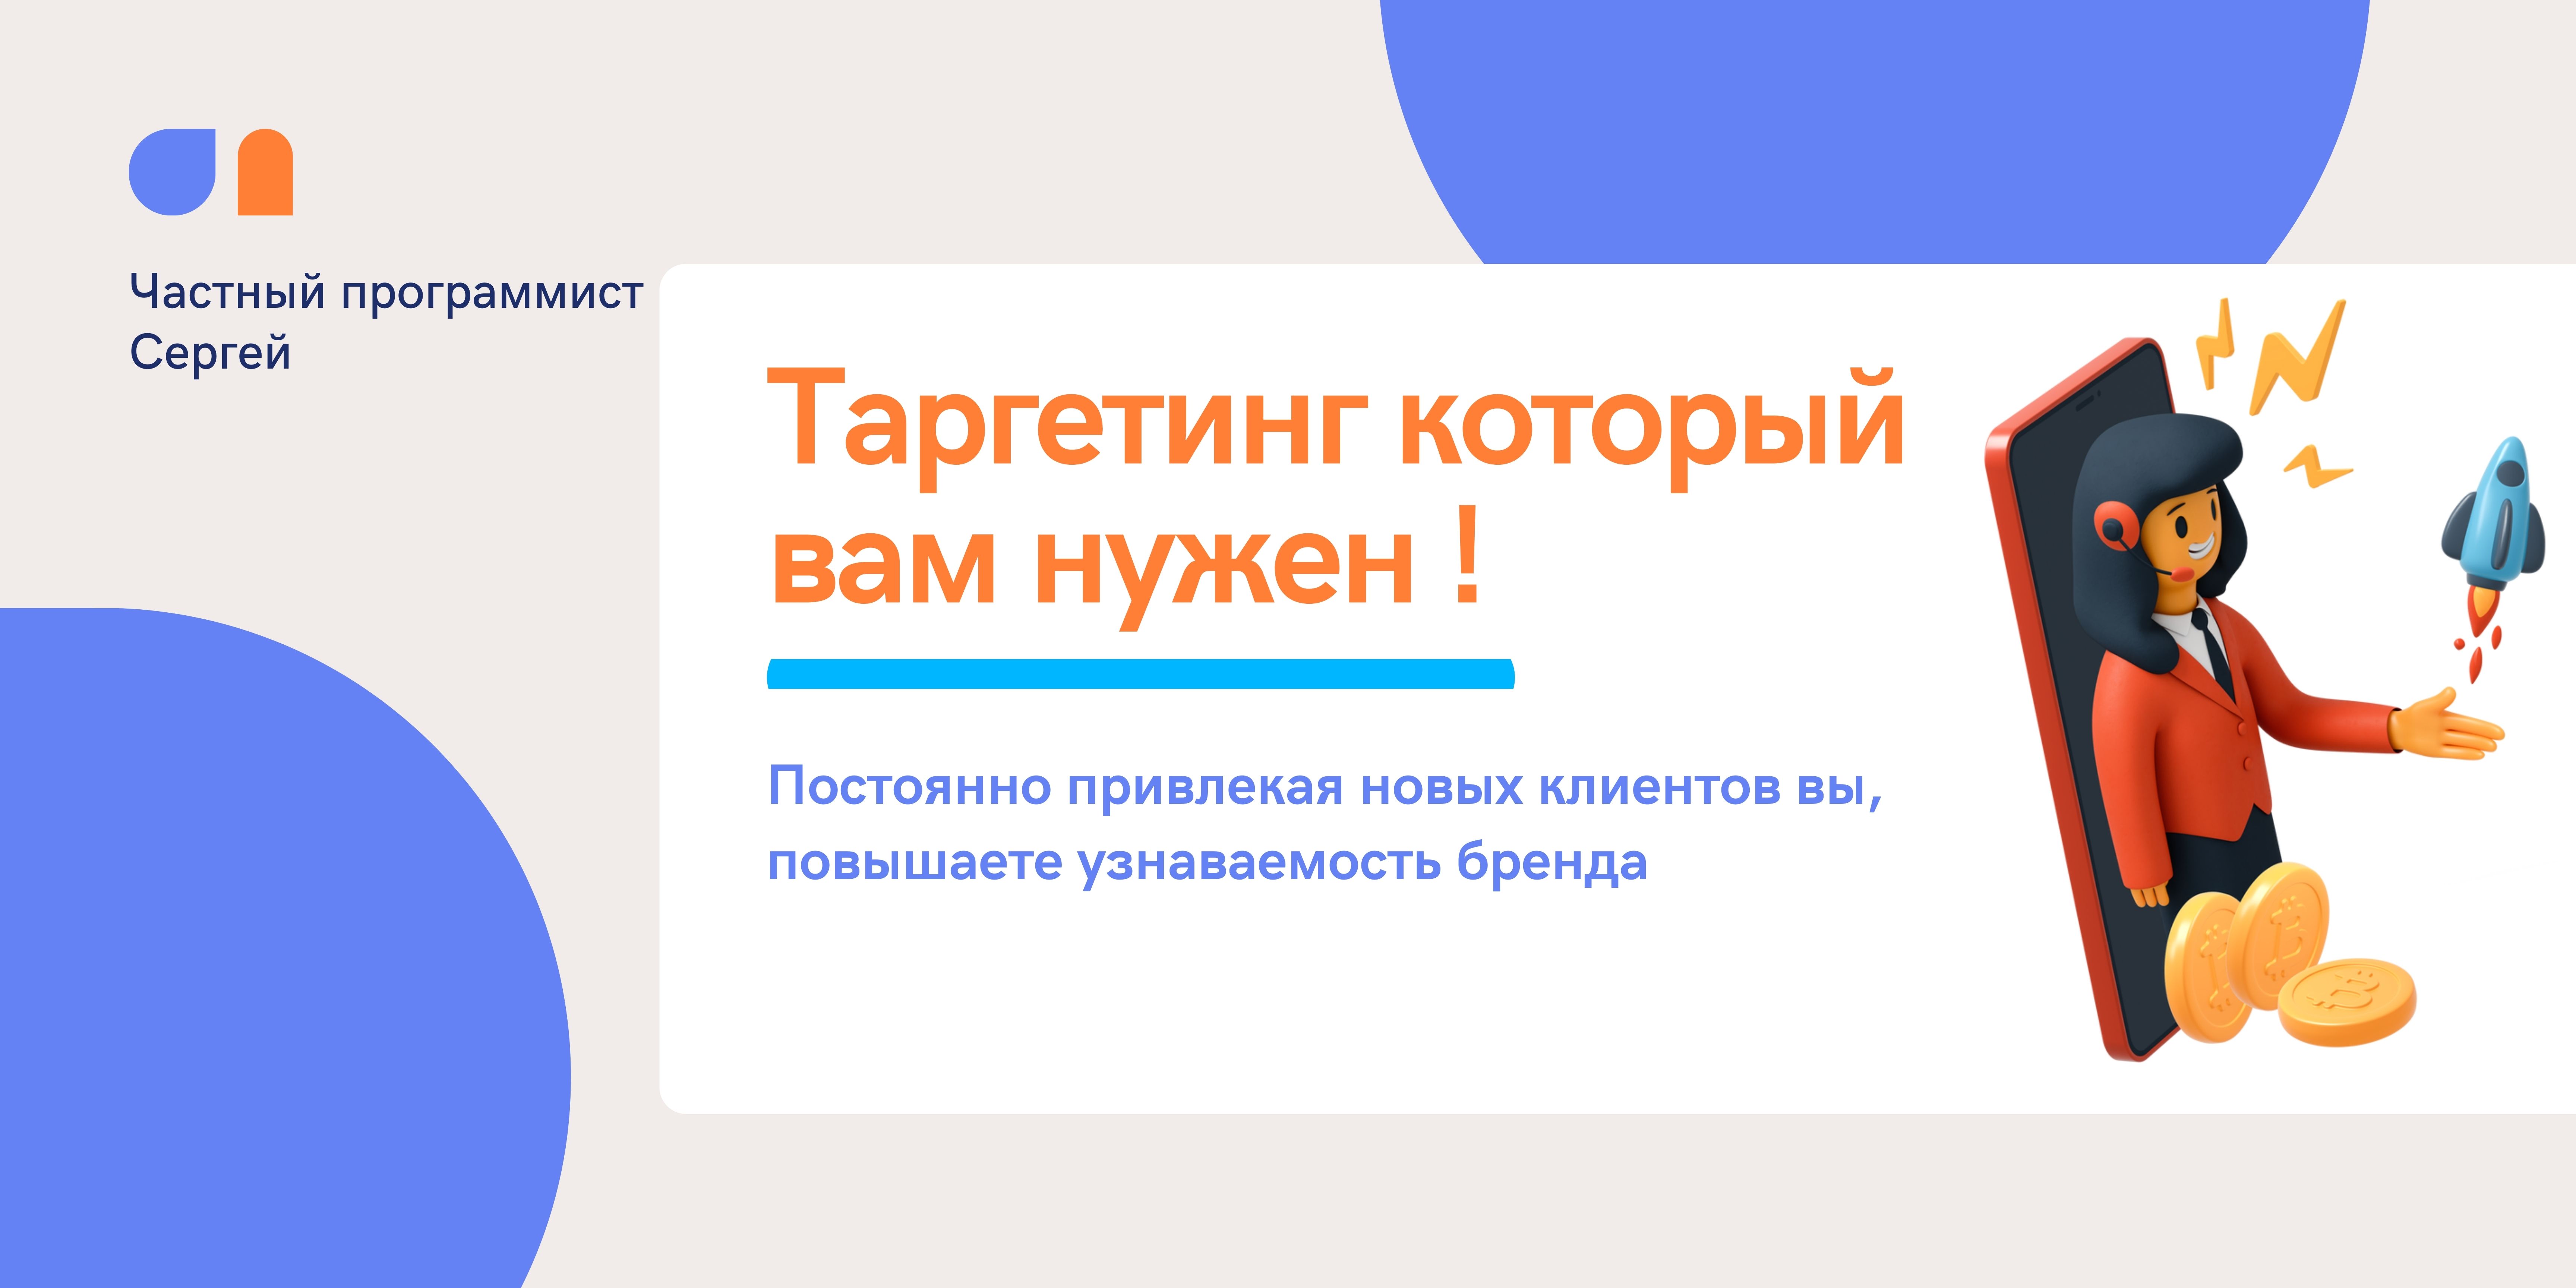 Частный программист
Сергей
Таргетинг который
вам нужен !
Постоянно привлекая новых клиентов вы,
повышаете узнаваемость бренда